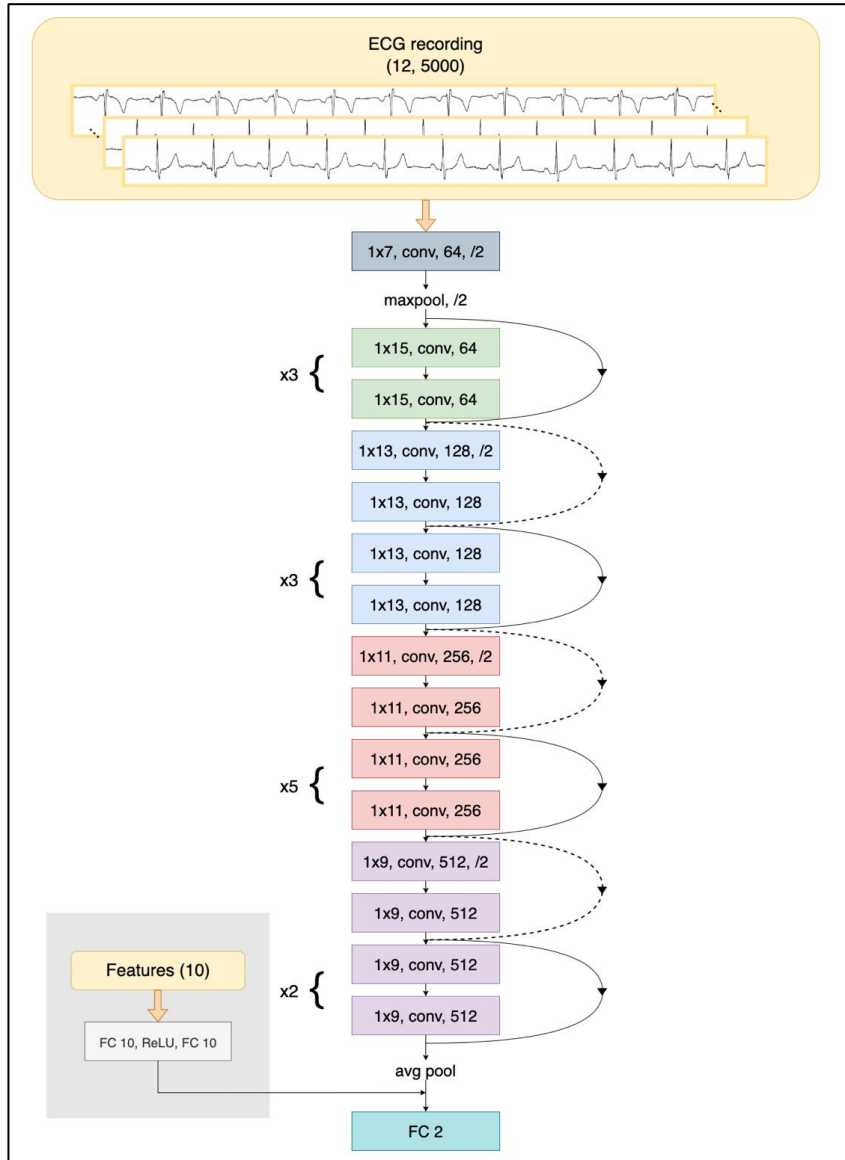 ECG recording
(12, 5000)
1x7, conv, 64, /2
maxpool, /2
1x15, conv, 64
x3 {
1x15, conv, 64
1x13, conv, 128, /2
1x13, conv, 128
1x13, conv, 128
x3 {
1x13, conv, 128
1x11, conv, 256, /2
1x11, conv, 256
1x11, conv, 256
x5 {
1x11, conv, 256
1x9, conv, 512, /2
1x9, conv, 512
1x9, conv, 512
Features (10)
x2 {
1x9, conv, 512
FC 10, ReLU, FC 10
avg pool
FC 2